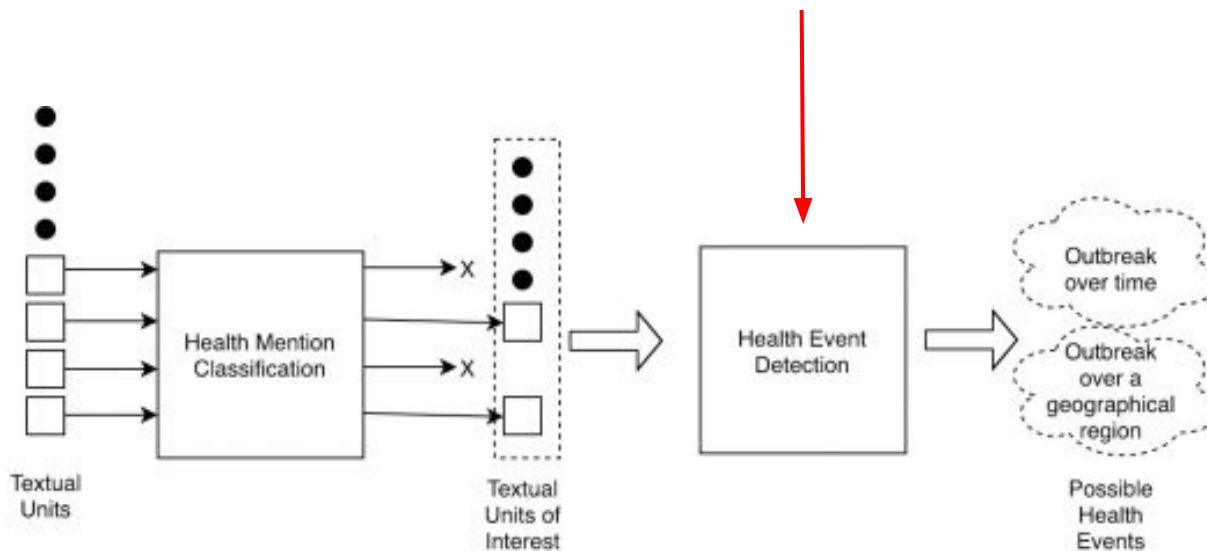 Health Mention
Classification
X
X
Health Event
Detection
Outbreak
over time
Outbreak
over a
geographical
region
Textual
Units
Textual
Units of
Interest
Possible
Health
Events